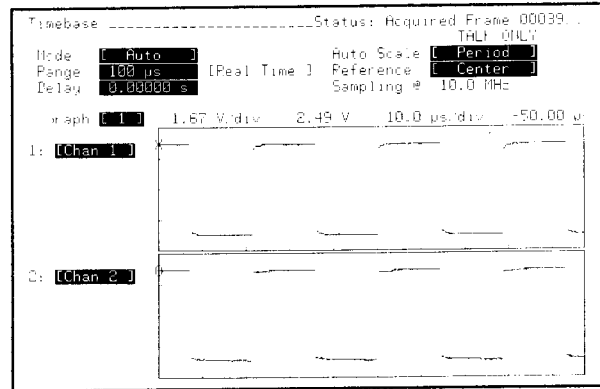 Timebase Status: Acquired Frame 00039
TALK ONLY
Mode [ Auto ] Auto Scale [ Period ]
Range 100 µs [Real Time ] Reference [ Center ]
Delay 0.00000 s Sampling @ 10.0 MHz
raph [ 1 ] 1.67 V/div 2.49 V 10.0 µs/div -50.00 µ
1: [Chan 1 ]
2: [Chan 2 ]